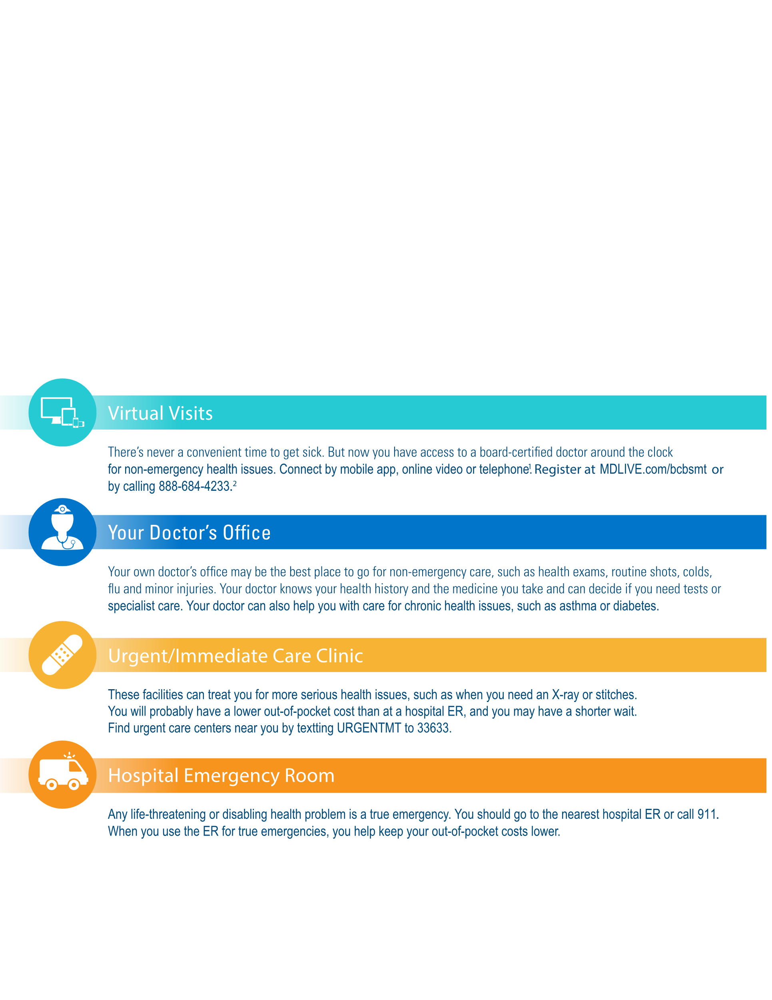 Virtual Visits
There’s never a convenient time to get sick. But now you have access to a board-certified doctor around the clock
for non-emergency health issues. Connect by mobile app, online video or telephone¹. Register at MDLIVE.com/bcbsmt or
by calling 888-684-4233.²
Your Doctor’s Office
Your own doctor’s office may be the best place to go for non-emergency care, such as health exams, routine shots, colds,
flu and minor injuries. Your doctor knows your health history and the medicine you take and can decide if you need tests or
specialist care. Your doctor can also help you with care for chronic health issues, such as asthma or diabetes.
Urgent/Immediate Care Clinic
These facilities can treat you for more serious health issues, such as when you need an X-ray or stitches.
You will probably have a lower out-of-pocket cost than at a hospital ER, and you may have a shorter wait.
Find urgent care centers near you by textting URGENTMT to 33633.
Hospital Emergency Room
Any life-threatening or disabling health problem is a true emergency. You should go to the nearest hospital ER or call 911.
When you use the ER for true emergencies, you help keep your out-of-pocket costs lower.